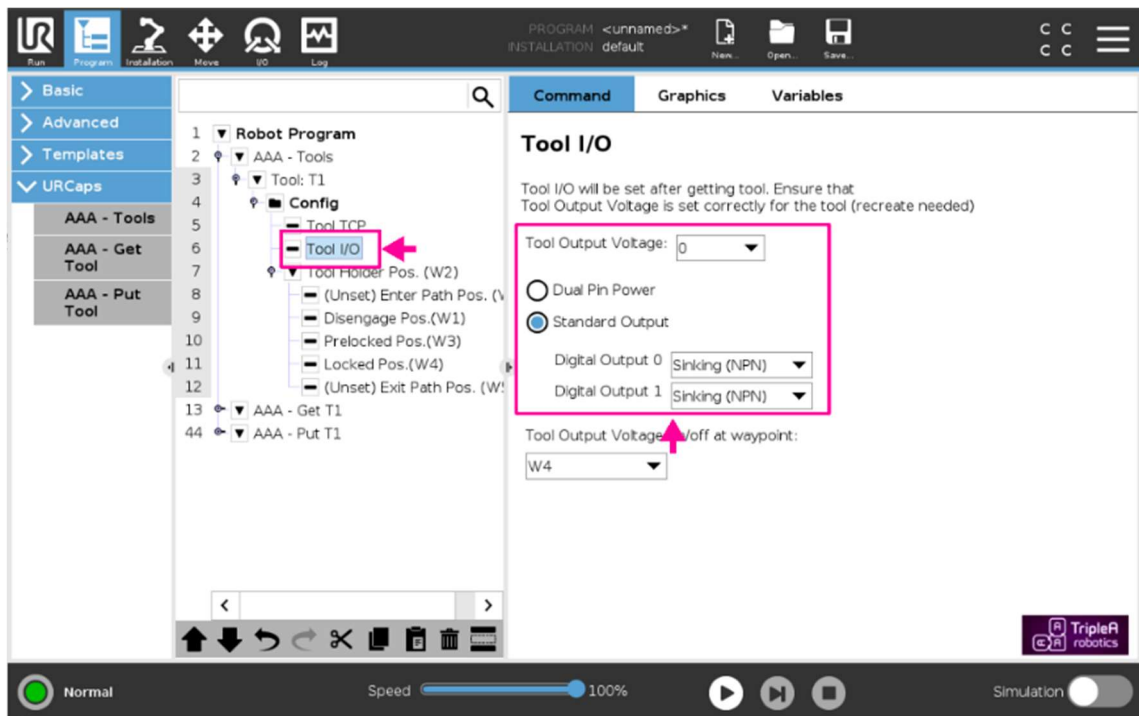 UR
PROGRAM <unnamed>*
INSTALLATION default
Run Program Installation Move I/O Log
New... Open... Save...
C C
C C
Basic
Advanced
Templates
URCaps
AAA - Tools
AAA - Get
Tool
AAA - Put
Tool
1 Robot Program
2 AAA - Tools
3 Tool: T1
4 Config
5 Tool TCP
6 Tool I/O
7 Tool Holder Pos. (W2)
8 (Unset) Enter Path Pos. (
9 Disengage Pos.(W1)
10 Prelocked Pos.(W3)
11 Locked Pos.(W4)
12 (Unset) Exit Path Pos. (W
13 AAA - Get T1
44 AAA - Put T1
Command Graphics Variables
Tool I/O
Tool I/O will be set after getting tool. Ensure that
Tool Output Voltage is set correctly for the tool (recreate needed)
Tool Output Voltage: 0
Dual Pin Power
Standard Output
Digital Output 0 Sinking (NPN)
Digital Output 1 Sinking (NPN)
Tool Output Voltage /off at waypoint:
W4
A A C A
TripleA
robotics
Normal
Speed 100%
Simulation